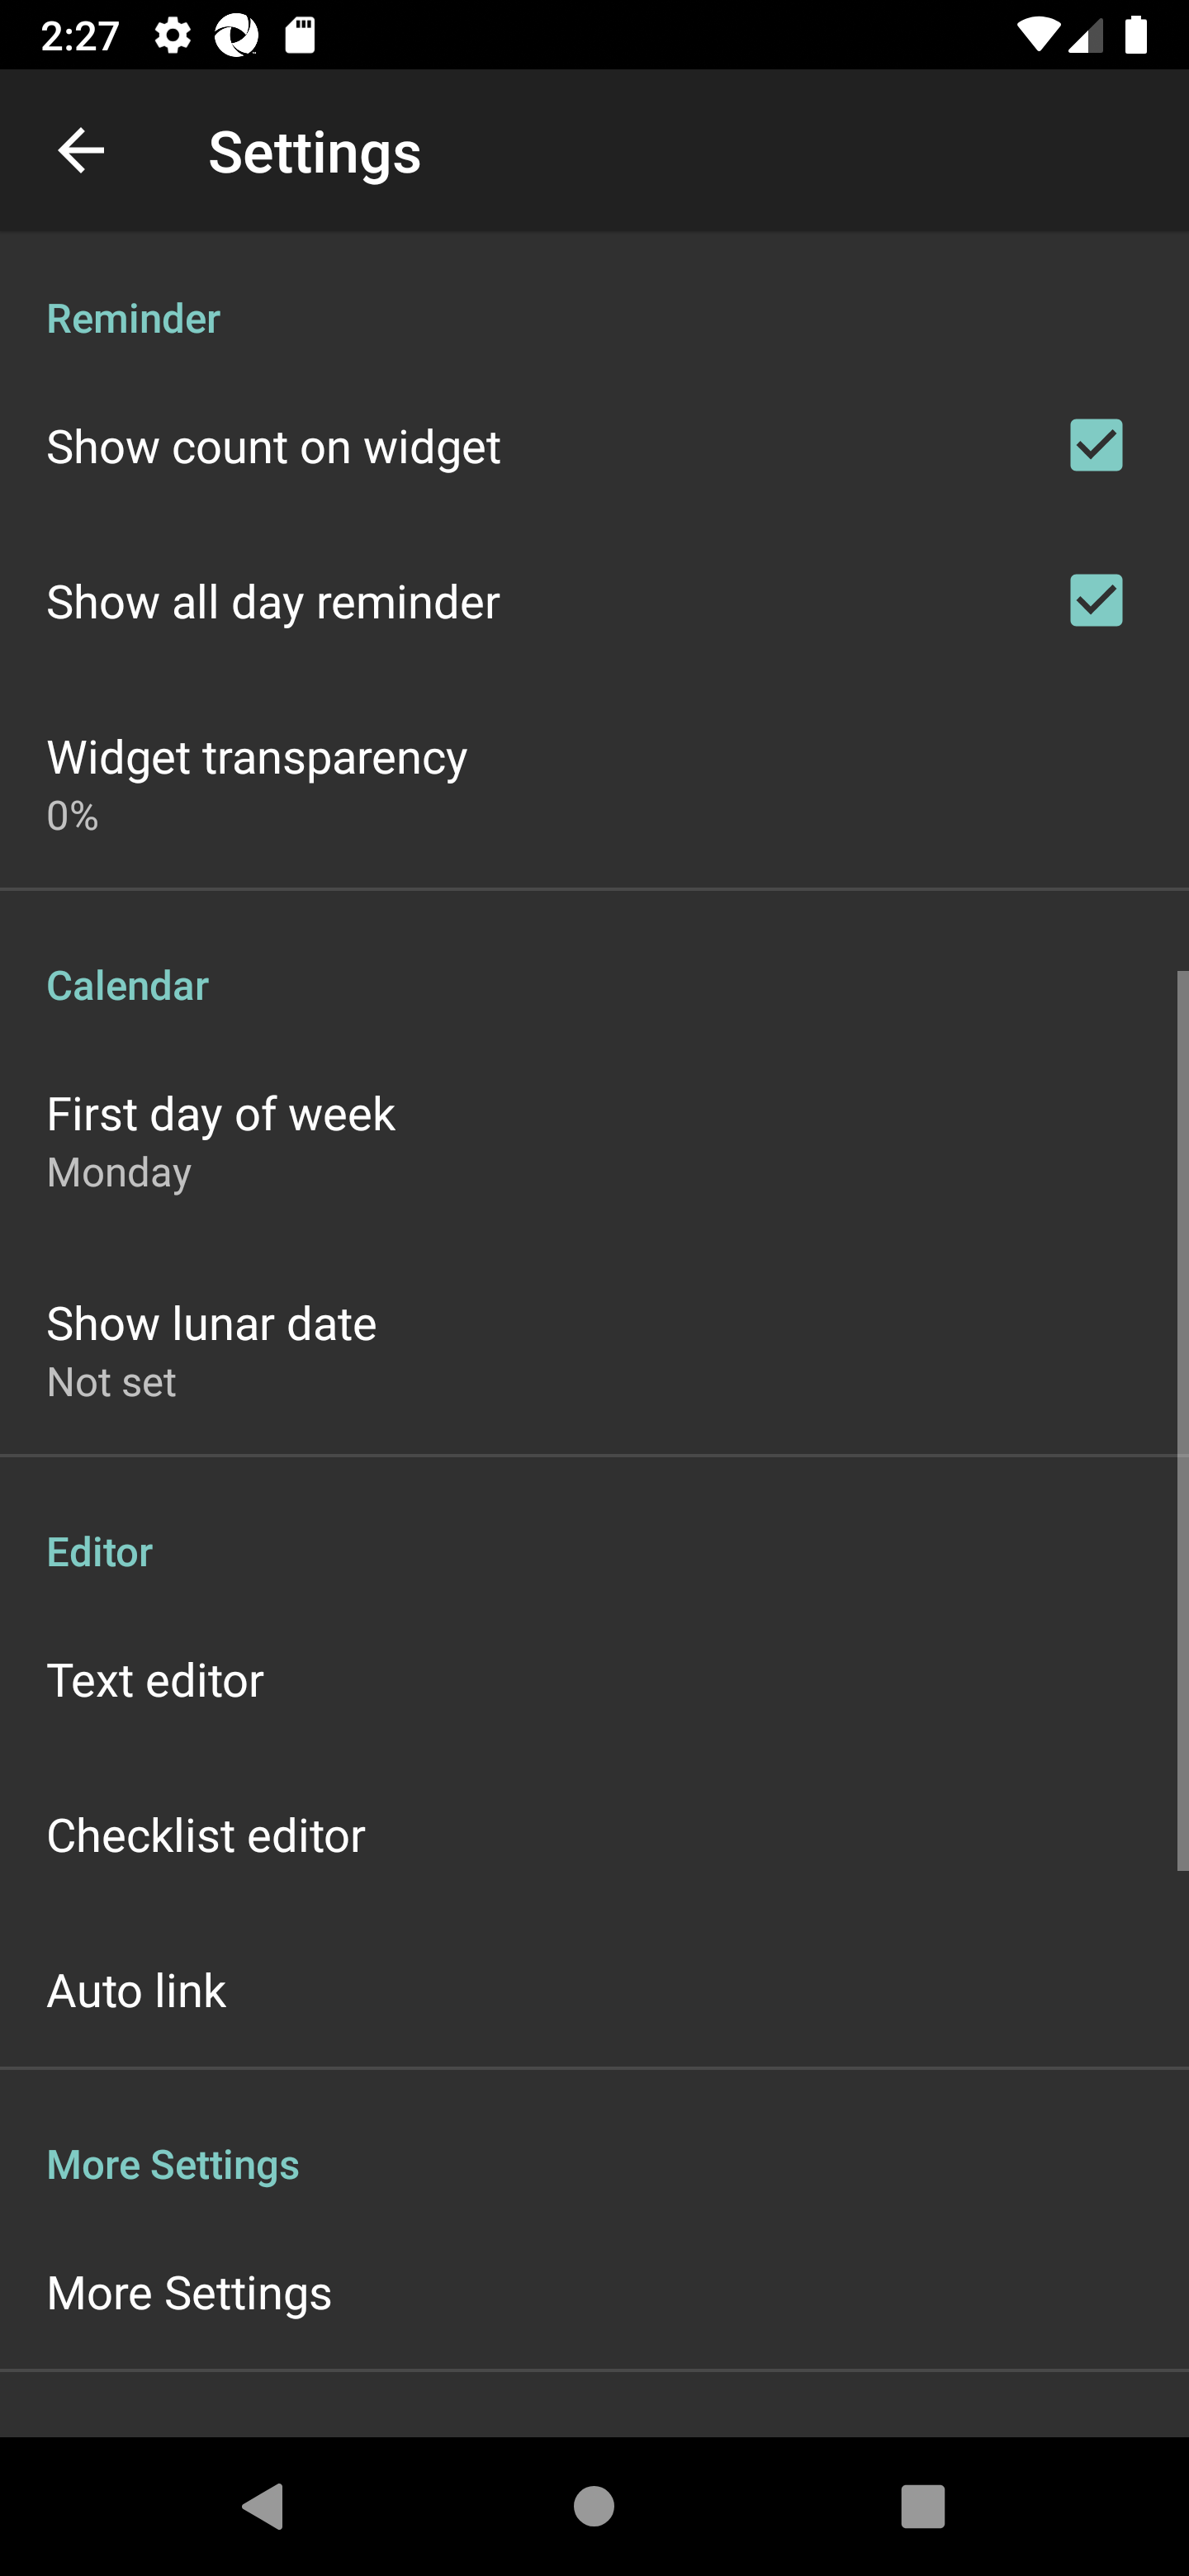 2:27
Settings
Reminder
Show count on widget
Show all day reminder
Widget transparency
0%
Calendar
First day of week
Monday
Show lunar date
Not set
Editor
Text editor
Checklist editor
Auto link
More Settings
More Settings